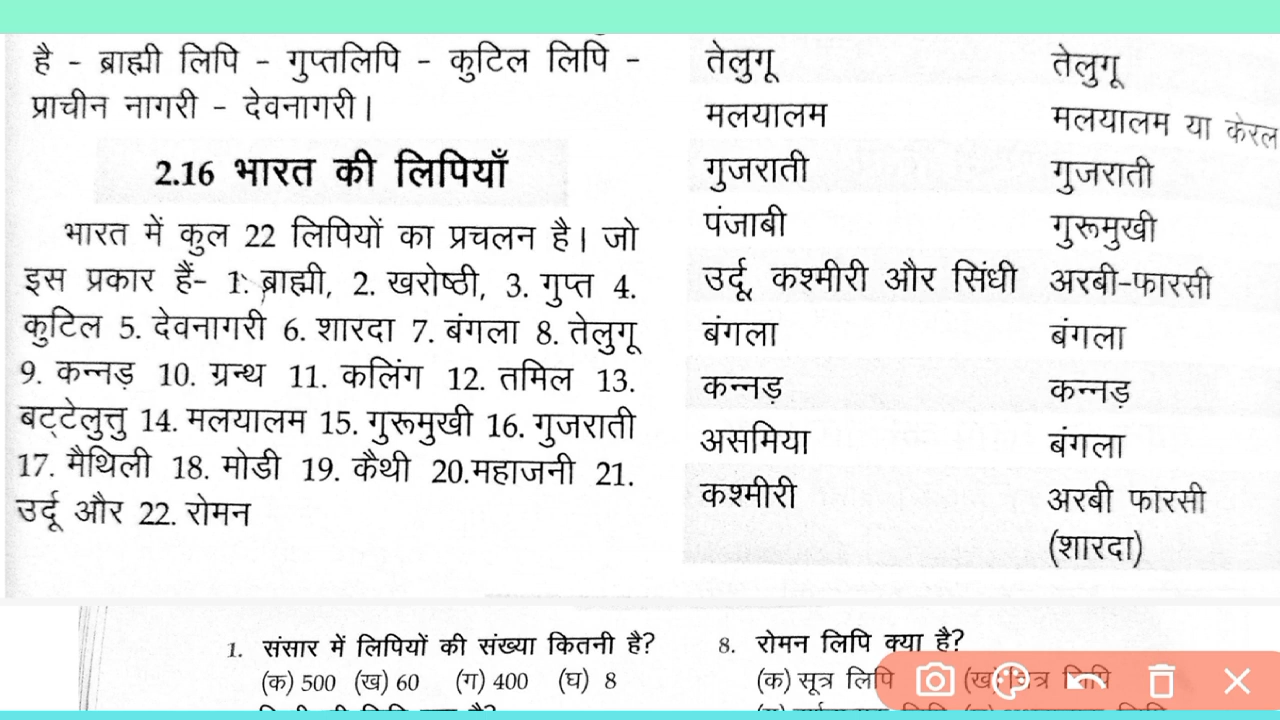 है - ब्राह्मी लिपि - गुप्तलिपि - कुटिल लिपि -
प्राचीन नागरी - देवनागरी।
2.16 भारत की लिपियाँ
भारत में कुल 22 लिपियों का प्रचलन है। जो
इस प्रकार हैं- 1. ब्राह्मी, 2. खरोष्ठी, 3. गुप्त 4.
कुटिल 5. देवनागरी 6. शारदा 7. बंगला 8. तेलुगू
9. कन्नड़ 10. ग्रन्थ 11. कलिंग 12. तमिल 13.
बट्टेलुत्तु 14. मलयालम 15. गुरूमुखी 16. गुजराती
17. मैथिली 18. मोडी 19. कैथी 20.महाजनी 21.
उर्दू और 22. रोमन
तेलुगू तेलुगू
मलयालम मलयालम या केरल
गुजराती गुजराती
पंजाबी गुरूमुखी
उर्दू, कश्मीरी और सिंधी अरबी-फारसी
बंगला बंगला
कन्नड़ कन्नड़
असमिया बंगला
कश्मीरी अरबी फारसी
(शारदा)
1. संसार में लिपियों की संख्या कितनी है?
(क) 500 (ख) 60 (ग) 400 (घ) 8
8. रोमन लिपि क्या है?
(क) सूत्र लिपि (ख) चित्र लिपि